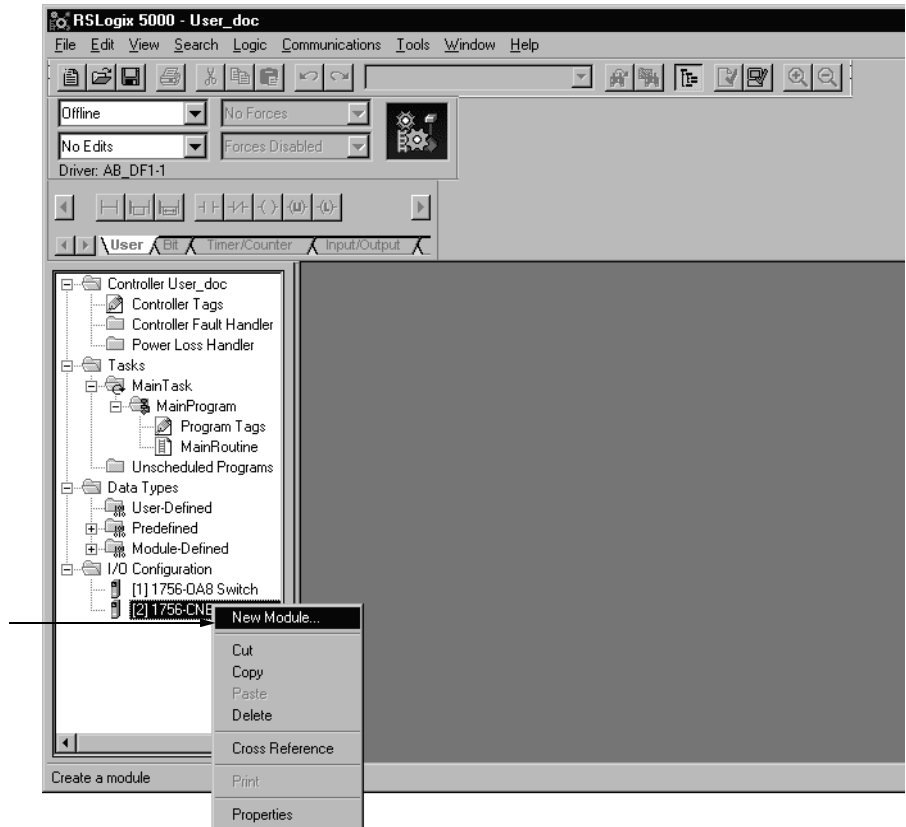 RSLogix 5000 - User_doc
File Edit View Search Logic Communications Tools Window Help
Offline
No Forces
No Edits
Forces Disabled
Driver: AB_DF1-1
User Bit Timer/Counter Input/Output
Controller User_doc
Controller Tags
Controller Fault Handler
Power Loss Handler
Tasks
MainTask
MainProgram
Program Tags
MainRoutine
Unscheduled Programs
Data Types
User-Defined
Predefined
Module-Defined
I/O Configuration
[1] 1756-OA8 Switch
[2] 1756-CNB
New Module...
Cut
Copy
Paste
Delete
Cross Reference
Print
Properties
Create a module